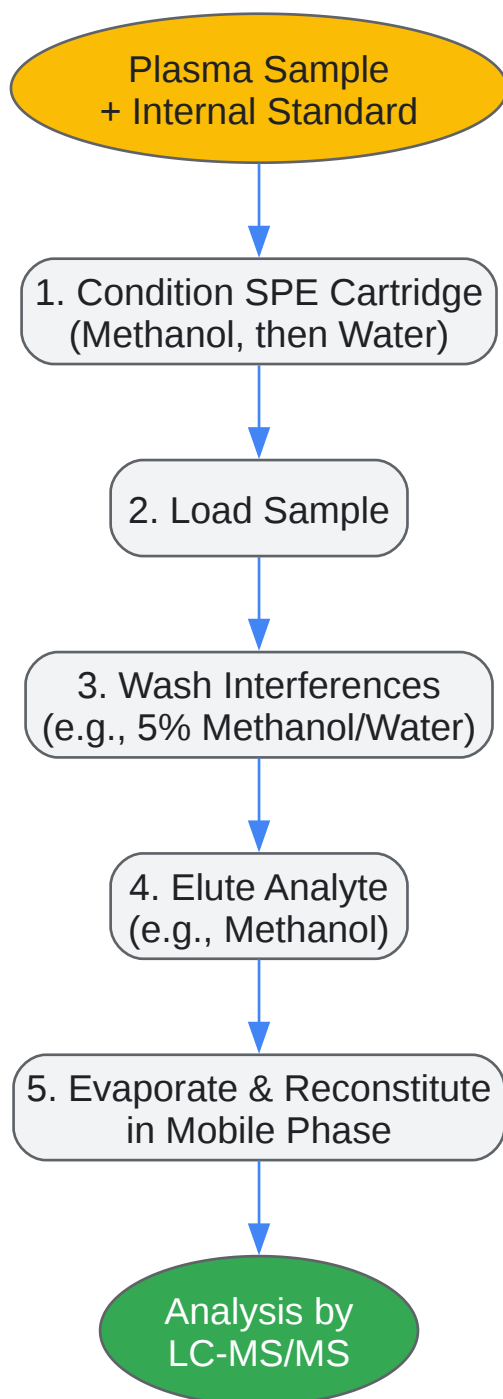 Plasma Sample
+ Internal Standard
1. Condition SPE Cartridge
(Methanol, then Water)
2. Load Sample
3. Wash Interferences
(e.g., 5% Methanol/Water)
4. Elute Analyte
(e.g., Methanol)
5. Evaporate & Reconstitute
in Mobile Phase
Analysis by
LC-MS/MS